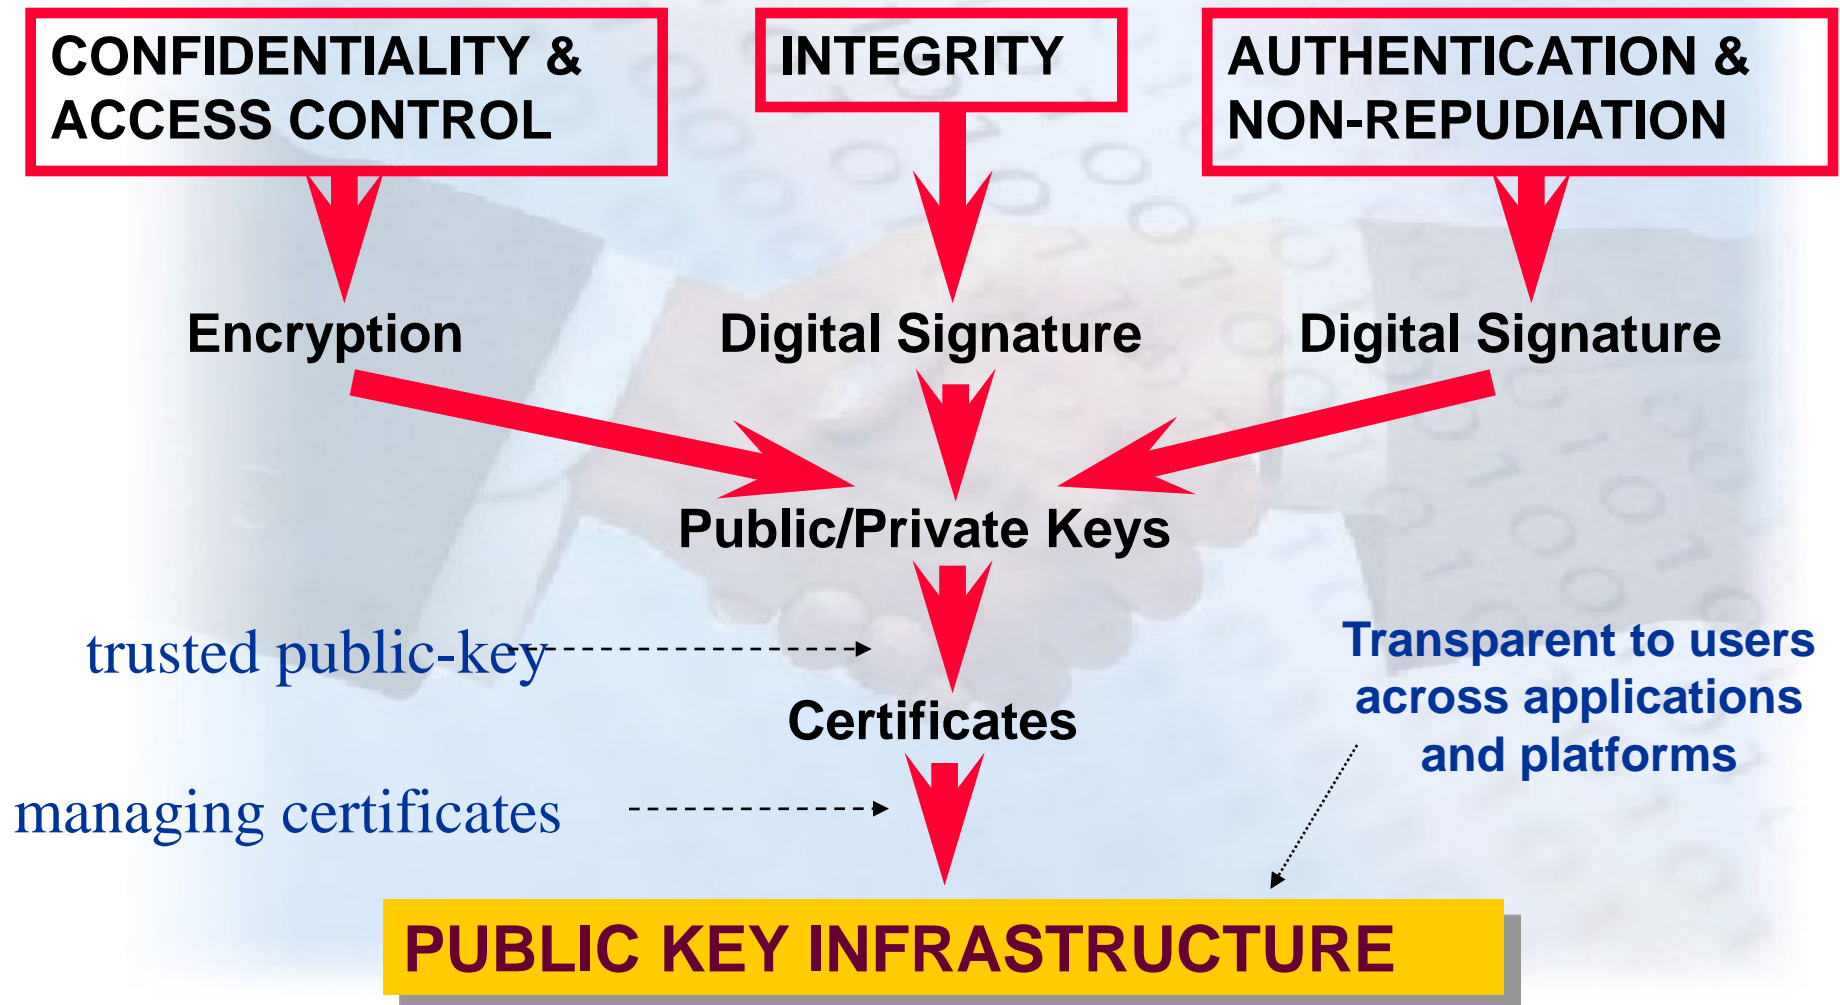 CONFIDENTIALITY &
ACCESS CONTROL
INTEGRITY
AUTHENTICATION &
NON-REPUDIATION
Encryption
Digital Signature
Digital Signature
Public/Private Keys
trusted public-key
Transparent to users
across applications
and platforms
Certificates
managing certificates
PUBLIC KEY INFRASTRUCTURE